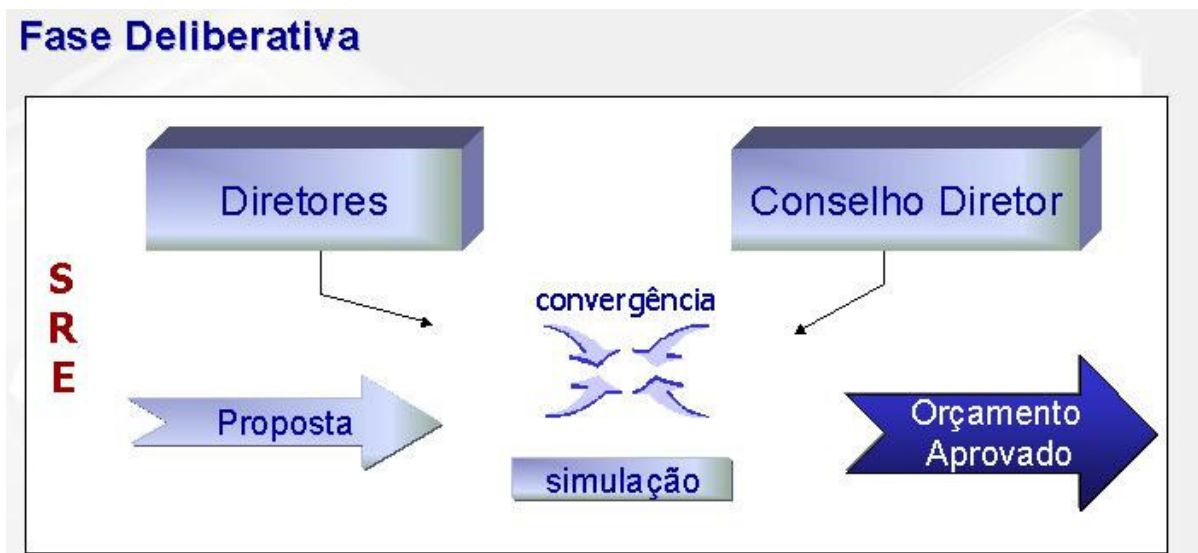 Fase Deliberativa
Diretores
Conselho Diretor
S
R
E
convergência
Proposta
simulação
Orçamento
Aprovado